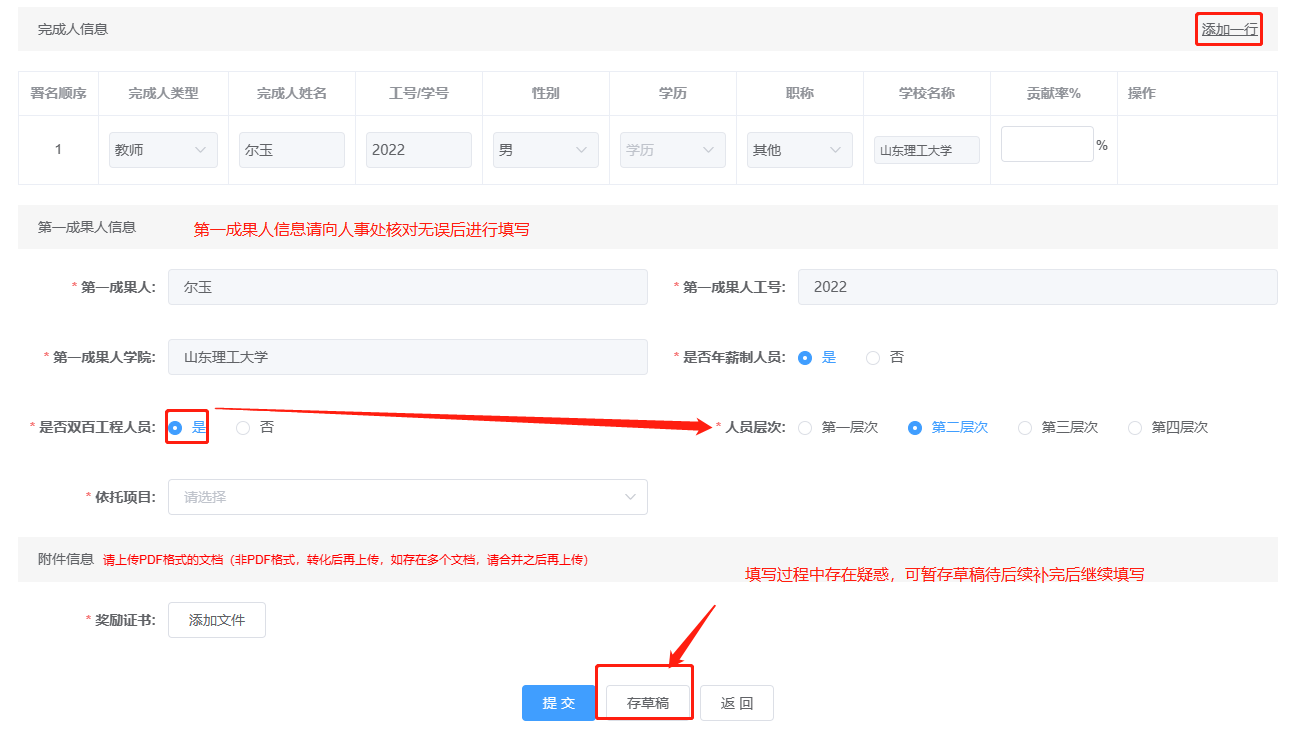 完成人信息 添加一行
署名顺序 完成人类型 完成人姓名 工号/学号 性别 学历 职称 学校名称 贡献率% 操作
1 教师 尔玉 2022 男 学历 其他 山东理工大学 %
第一成果人信息 第一成果人信息请向人事处核对无误后进行填写
* 第一成果人: 尔玉 * 第一成果人工号: 2022
* 第一成果人学院: 山东理工大学 * 是否年薪制人员: 是 否
* 是否双百工程人员: 是 否 * 人员层次: 第一层次 第二层次 第三层次 第四层次
* 依托项目: 请选择
附件信息 请上传PDF格式的文档（非PDF格式，转化后再上传，如存在多个文档，请合并之后再上传）
填写过程中存在疑惑，可暂存草稿待后续补完后继续填写
* 奖励证书: 添加文件
提 交 存草稿 返 回